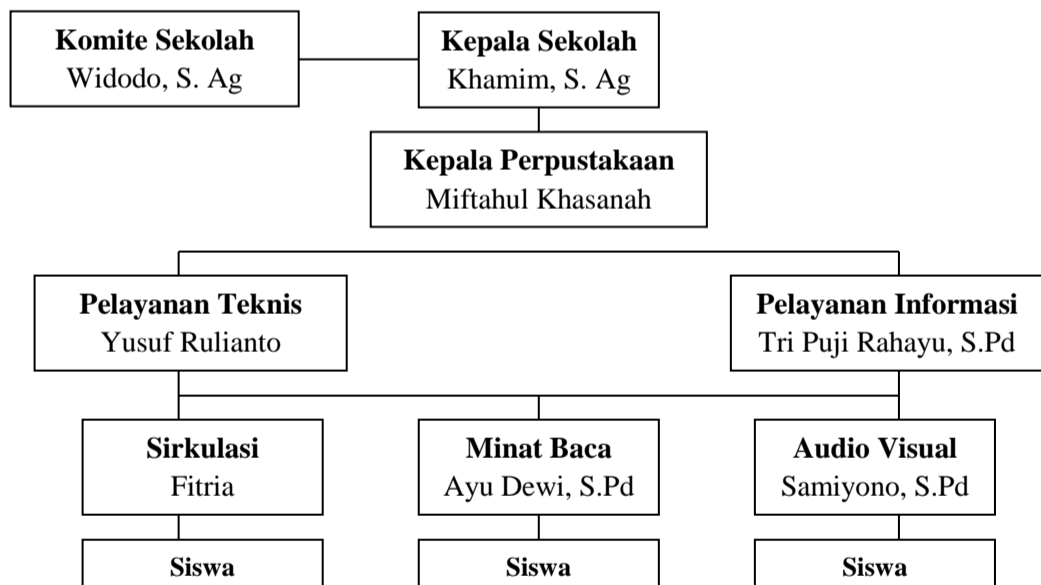 Komite Sekolah
Widodo, S. Ag
Kepala Sekolah
Khamim, S. Ag
Kepala Perpustakaan
Miftahul Khasanah
Pelayanan Teknis
Yusuf Rulianto
Pelayanan Informasi
Tri Puji Rahayu, S.Pd
Sirkulasi
Fitria
Minat Baca
Ayu Dewi, S.Pd
Audio Visual
Samiyono, S.Pd
Siswa
Siswa
Siswa